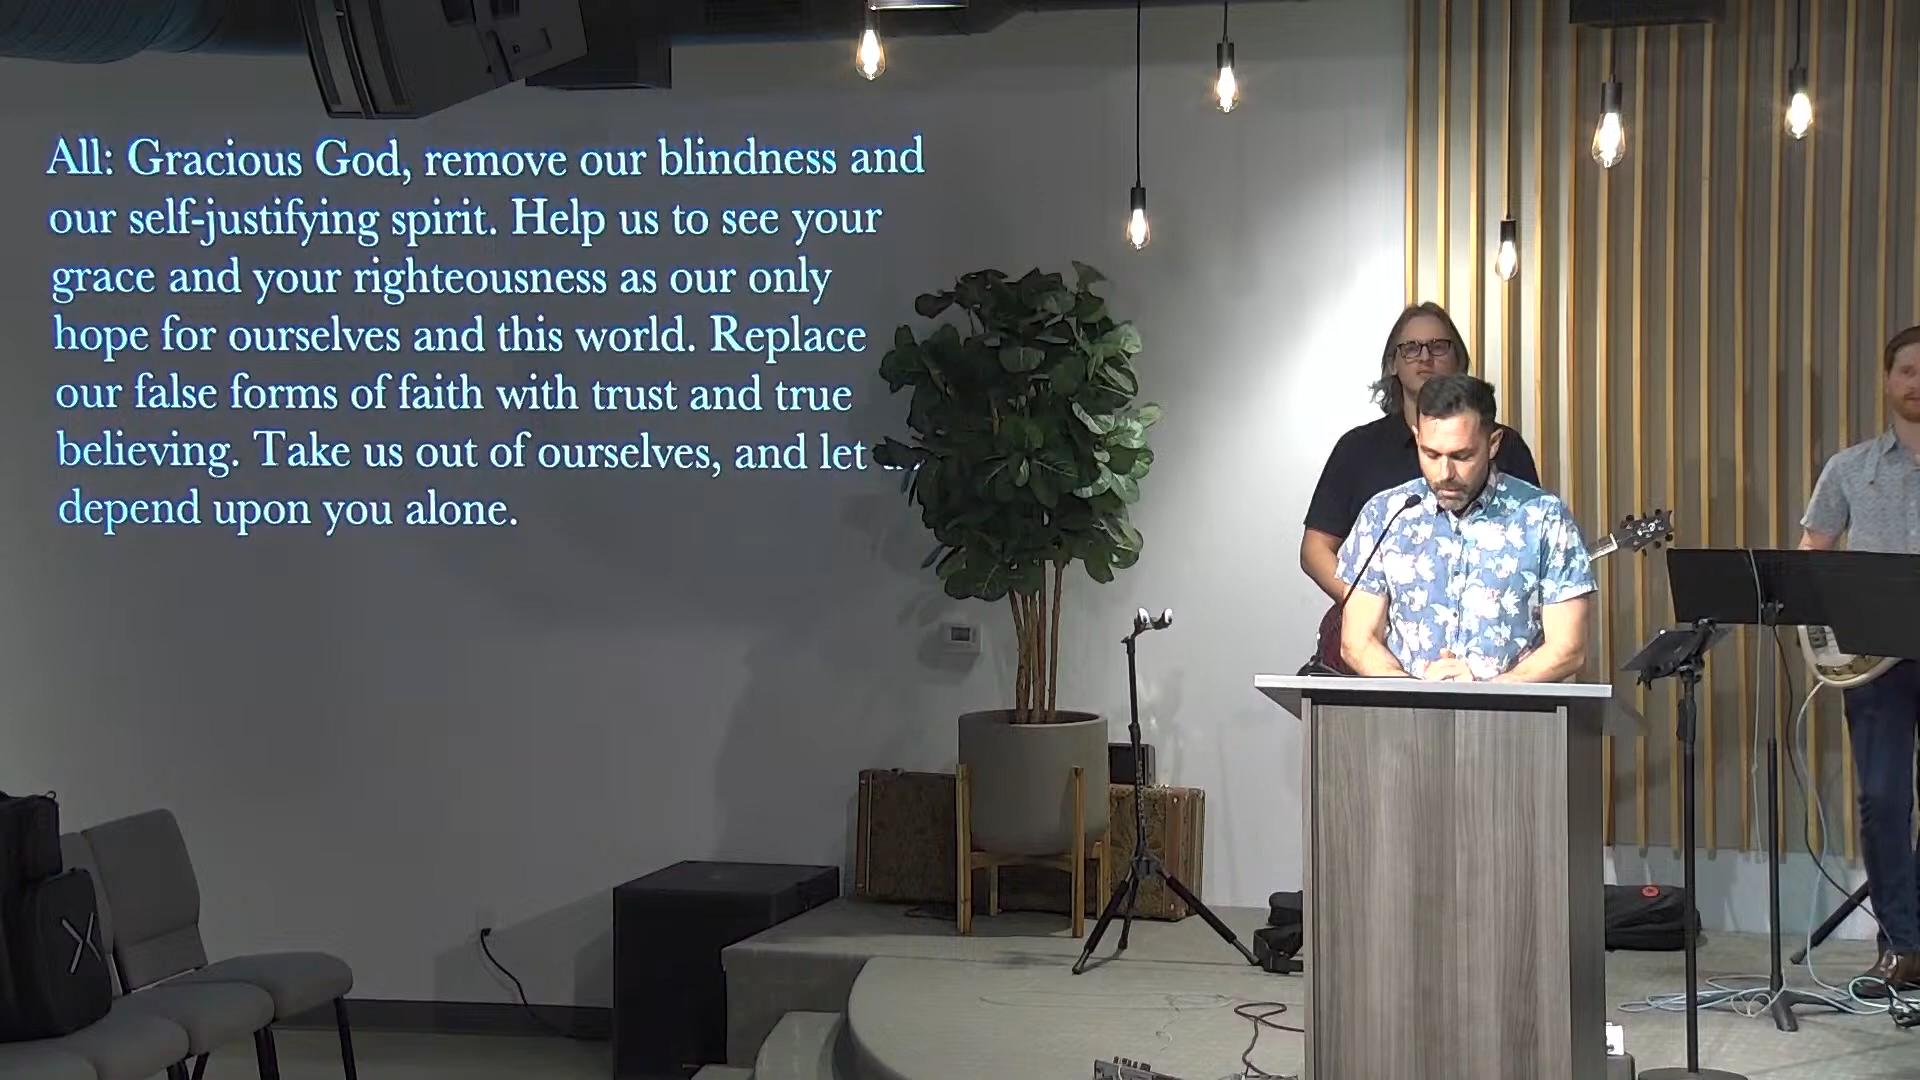 All: Gracious God, remove our blindness and
our self-justifying spirit. Help us to see your
grace and your righteousness as our only
hope for ourselves and this world. Replace
our false forms of faith with trust and true
believing. Take us out of ourselves, and let
depend upon you alone.